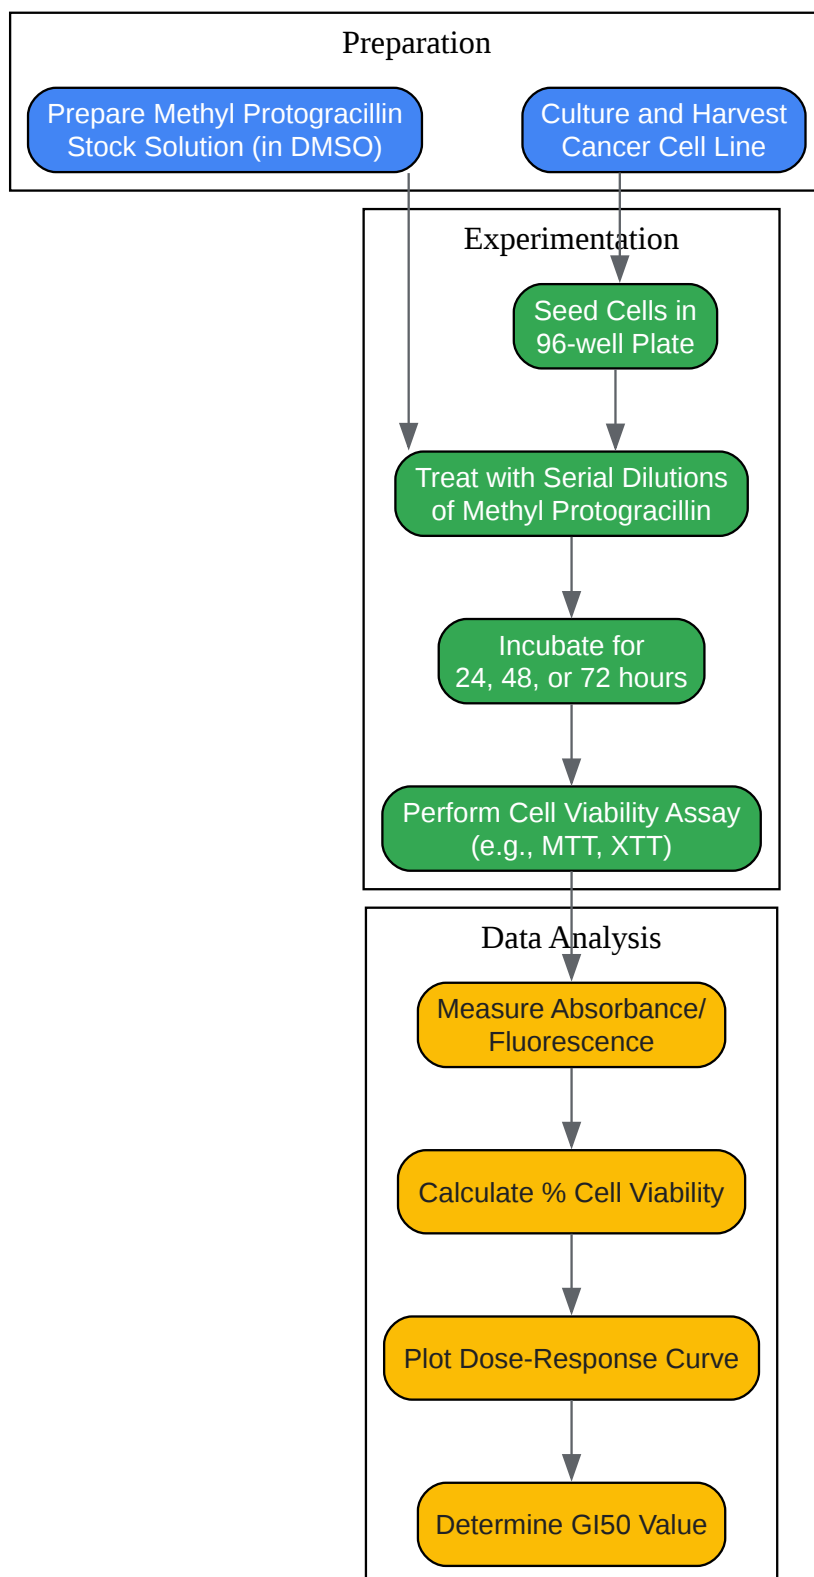 Preparation
Prepare Methyl Protogracillin
Stock Solution (in DMSO)
Culture and Harvest
Cancer Cell Line
Experimentation
Seed Cells in
96-well Plate
Treat with Serial Dilutions
of Methyl Protogracillin
Incubate for
24, 48, or 72 hours
Perform Cell Viability Assay
(e.g., MTT, XTT)
Data Analysis
Measure Absorbance/
Fluorescence
Calculate % Cell Viability
Plot Dose-Response Curve
Determine GI50 Value